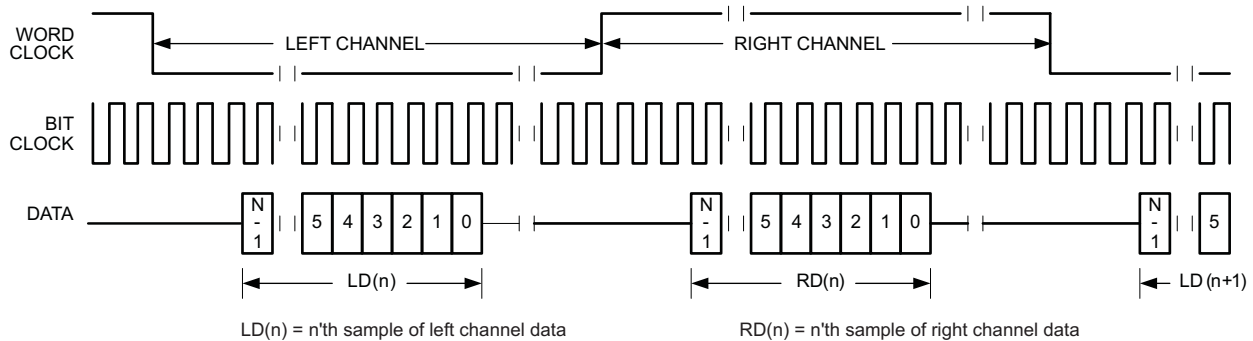 WORD
CLOCK
LEFT CHANNEL
RIGHT CHANNEL
BIT
CLOCK
DATA
N
-
1
5 4 3 2 1 0
N
-
1
5 4 3 2 1 0
N
-
1
5
LD(n)
RD(n)
LD (n+1)
LD(n) = n'th sample of left channel data
RD(n) = n'th sample of right channel data